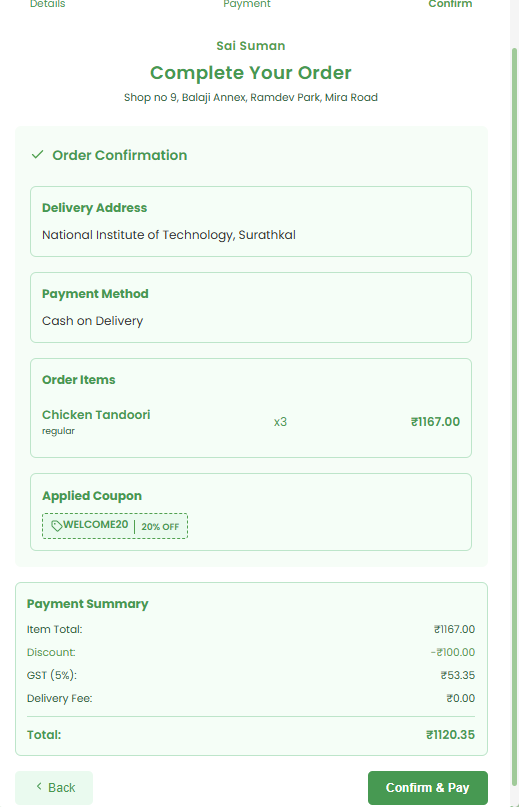 Details Payment Confirm
Sai Suman
Complete Your Order
Shop no 9, Balaji Annex, Ramdev Park, Mira Road
Order Confirmation
Delivery Address
National Institute of Technology, Surathkal
Payment Method
Cash on Delivery
Order Items
Chicken Tandoori x3 ₹1167.00
regular
Applied Coupon
WELCOME20 | 20% OFF
Payment Summary
Item Total: ₹1167.00
Discount: -₹100.00
GST (5%): ₹53.35
Delivery Fee: ₹0.00
Total: ₹1120.35
Back Confirm & Pay